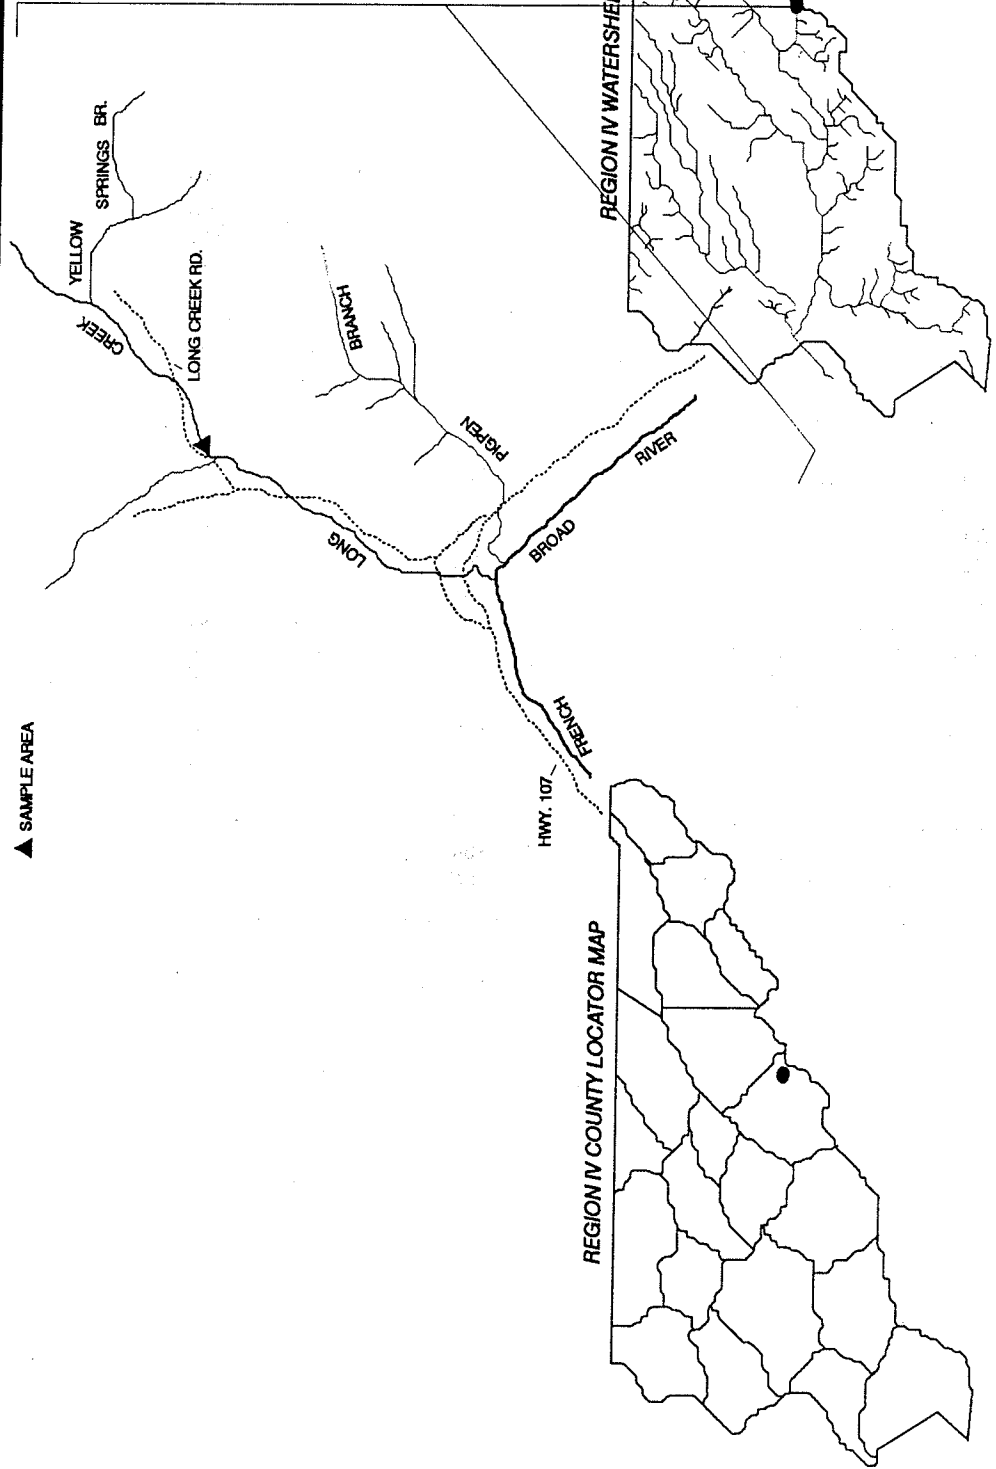 ▲ SAMPLE AREA
YELLOW
SPRINGS BR.
CREEK
LONG CREEK RD.
BRANCH
PIGPEN
LONG
RIVER
BROAD
FRENCH
HWY. 107
REGION IV COUNTY LOCATOR MAP
REGION IV WATERSHED